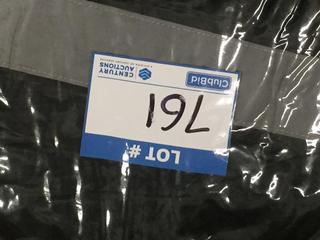 LOT #
761
ClubBid
CENTURY
AUCTIONS